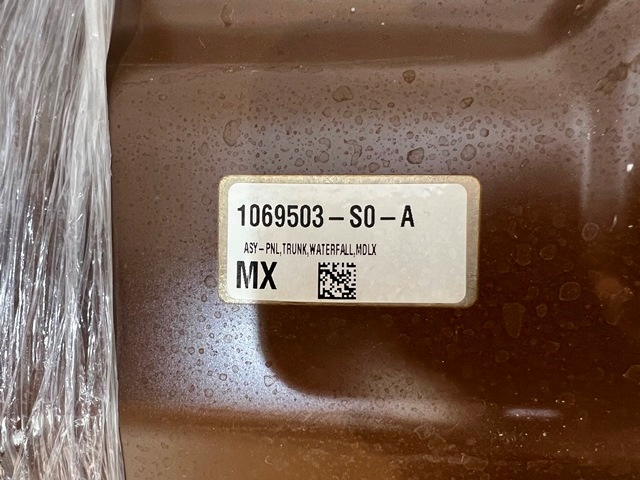 1069503-S0-A
ASY-PNL,TRUNK,WATERFALL,MDLX
MX